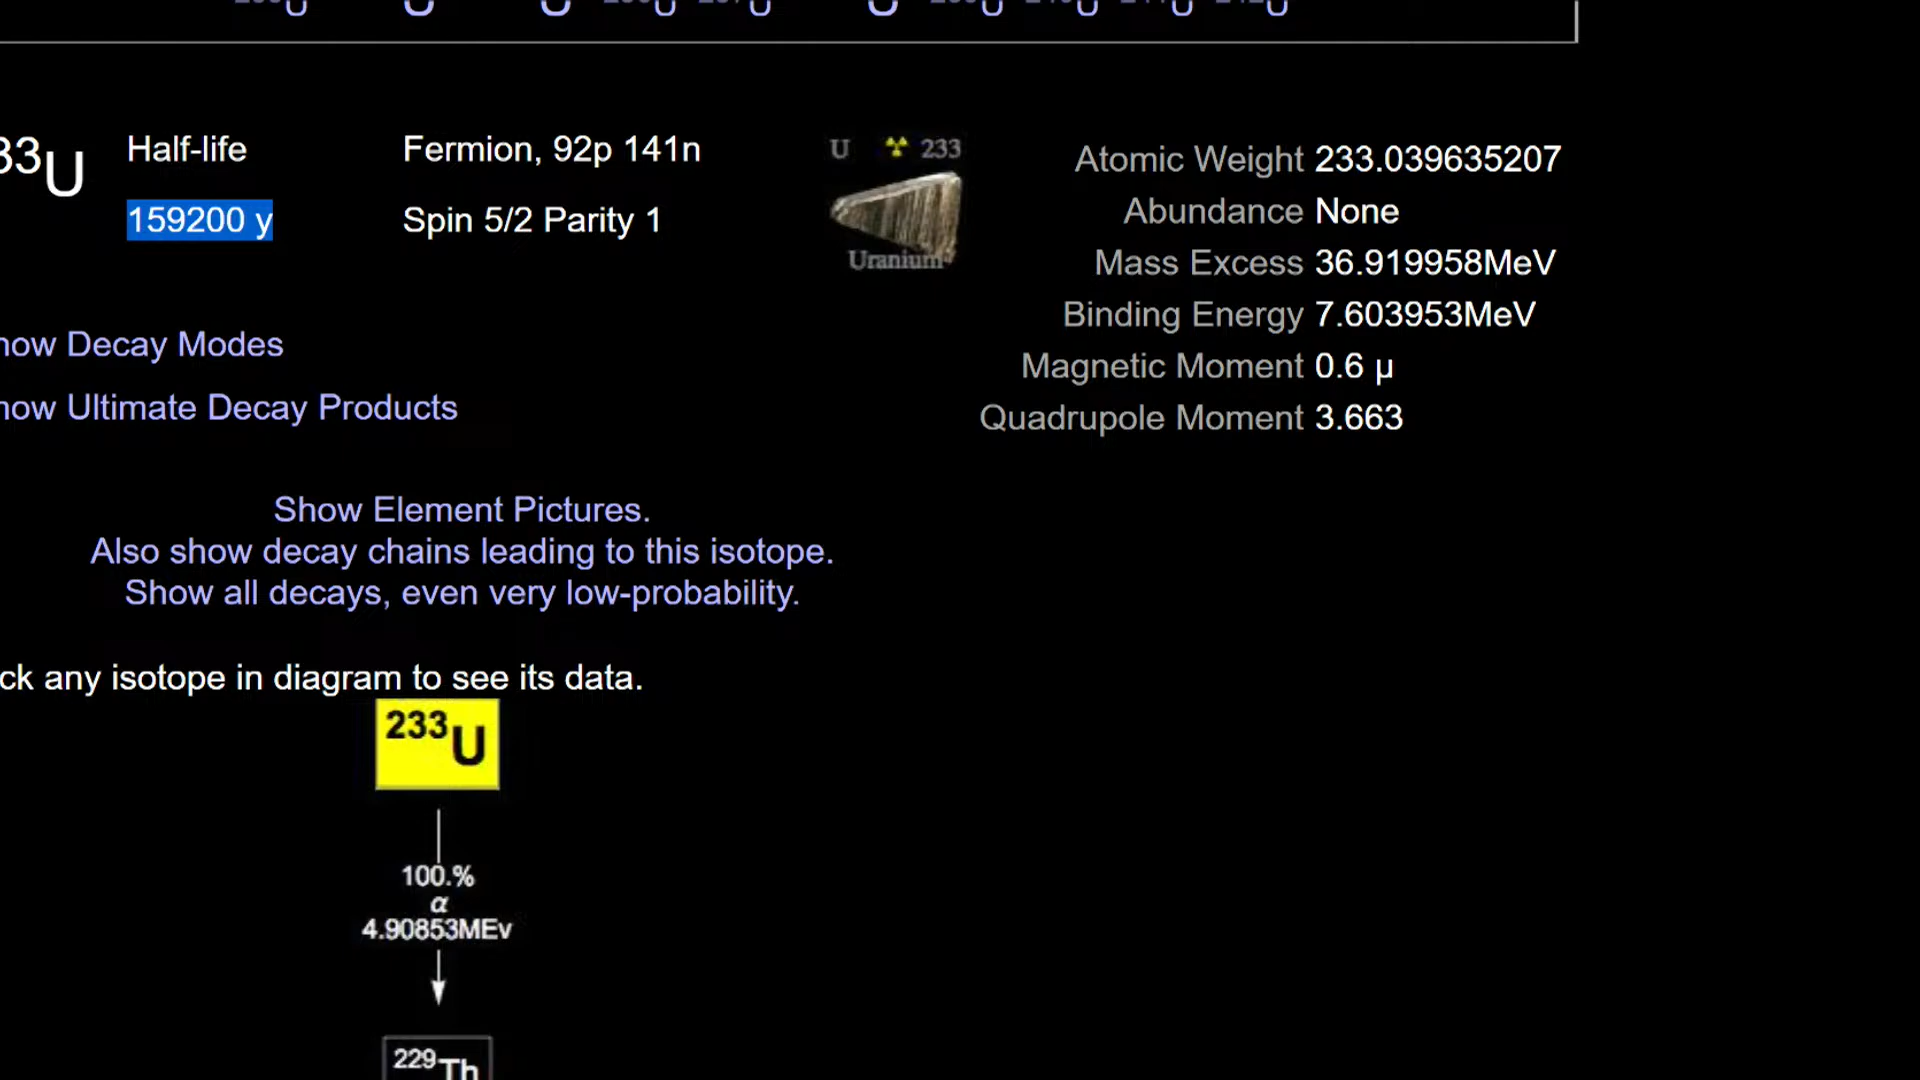 33U
Half-life
159200 y
Fermion, 92p 141n
Spin 5/2 Parity 1
U 233
Uranium
Atomic Weight 233.039635207
Abundance None
Mass Excess 36.919958MeV
Binding Energy 7.603953MeV
Magnetic Moment 0.6 µ
Quadrupole Moment 3.663
how Decay Modes
how Ultimate Decay Products
Show Element Pictures.
Also show decay chains leading to this isotope.
Show all decays, even very low-probability.
ck any isotope in diagram to see its data.
233U
100.%
α
4.90853MEv
229Th